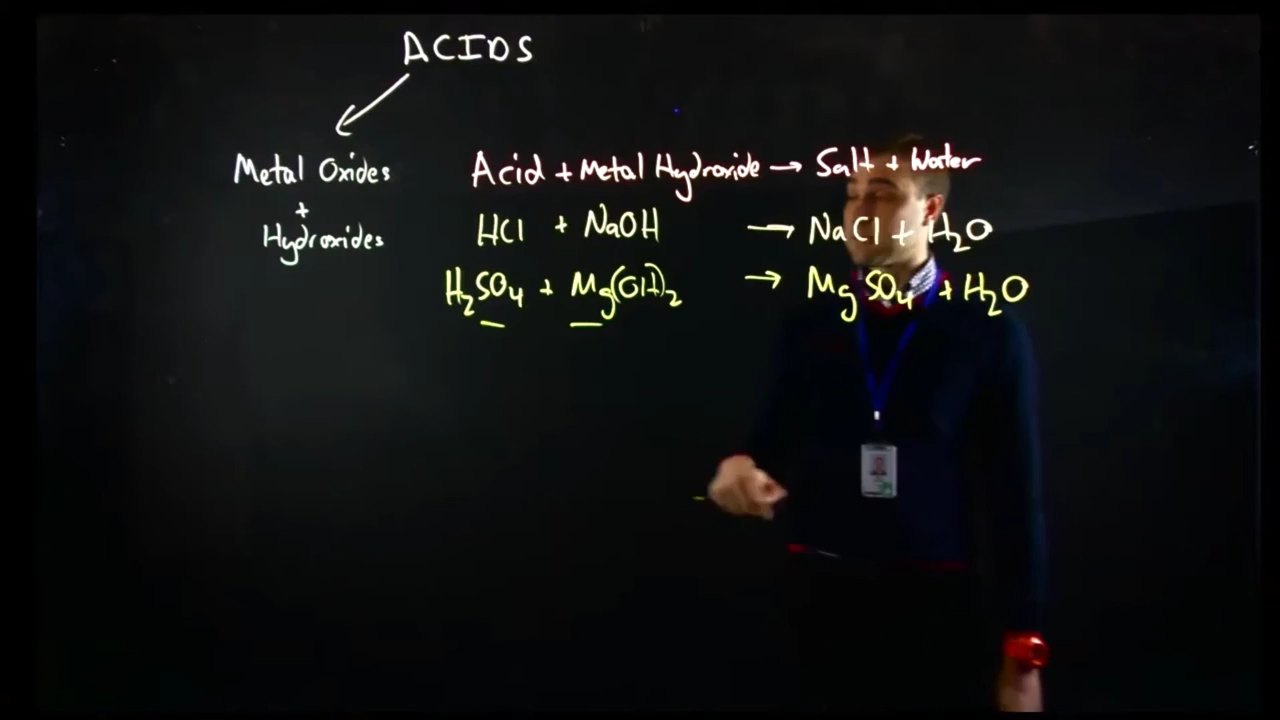 ACIDS
Metal Oxides
+
Hydroxides
Acid + Metal Hydroxide → Salt + Water
HCl + NaOH → NaCl + H₂O
H₂SO₄ + Mg(OH)₂ → MgSO₄ + H₂O